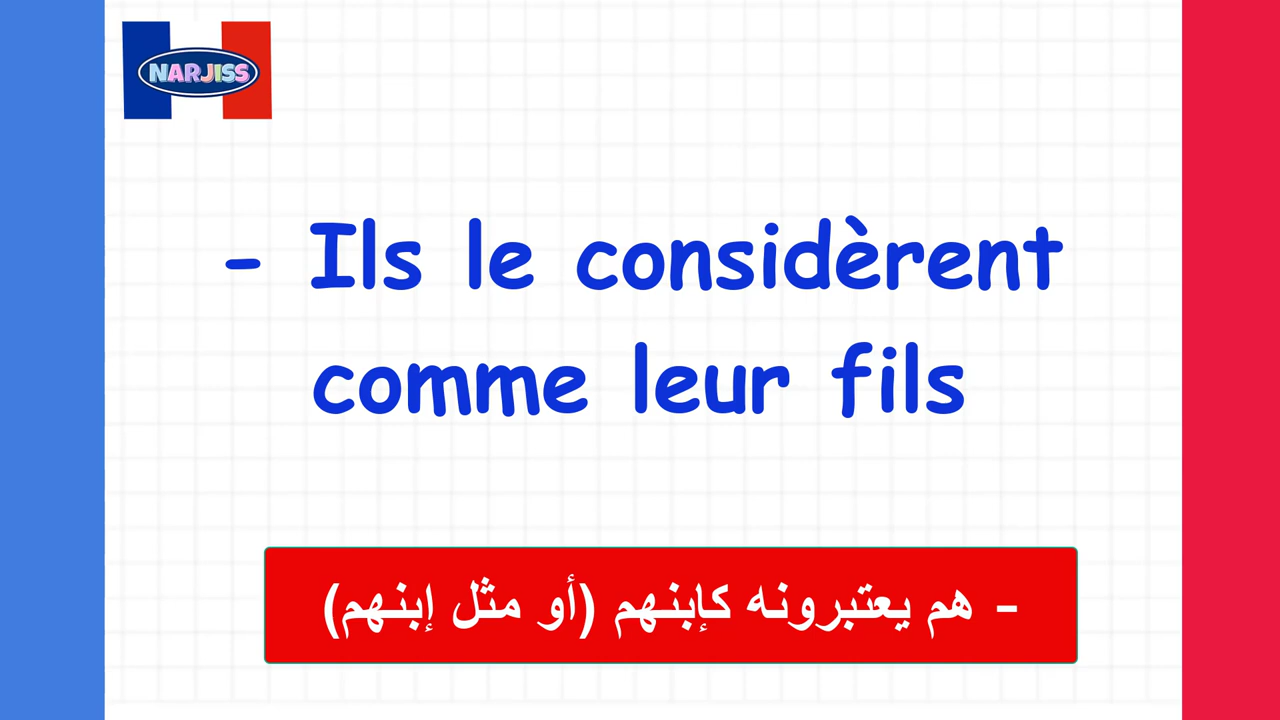 NARJISS
- Ils le considèrent
comme leur fils
- هم يعتبرونه كإبنهم (أو مثل إبنهم)